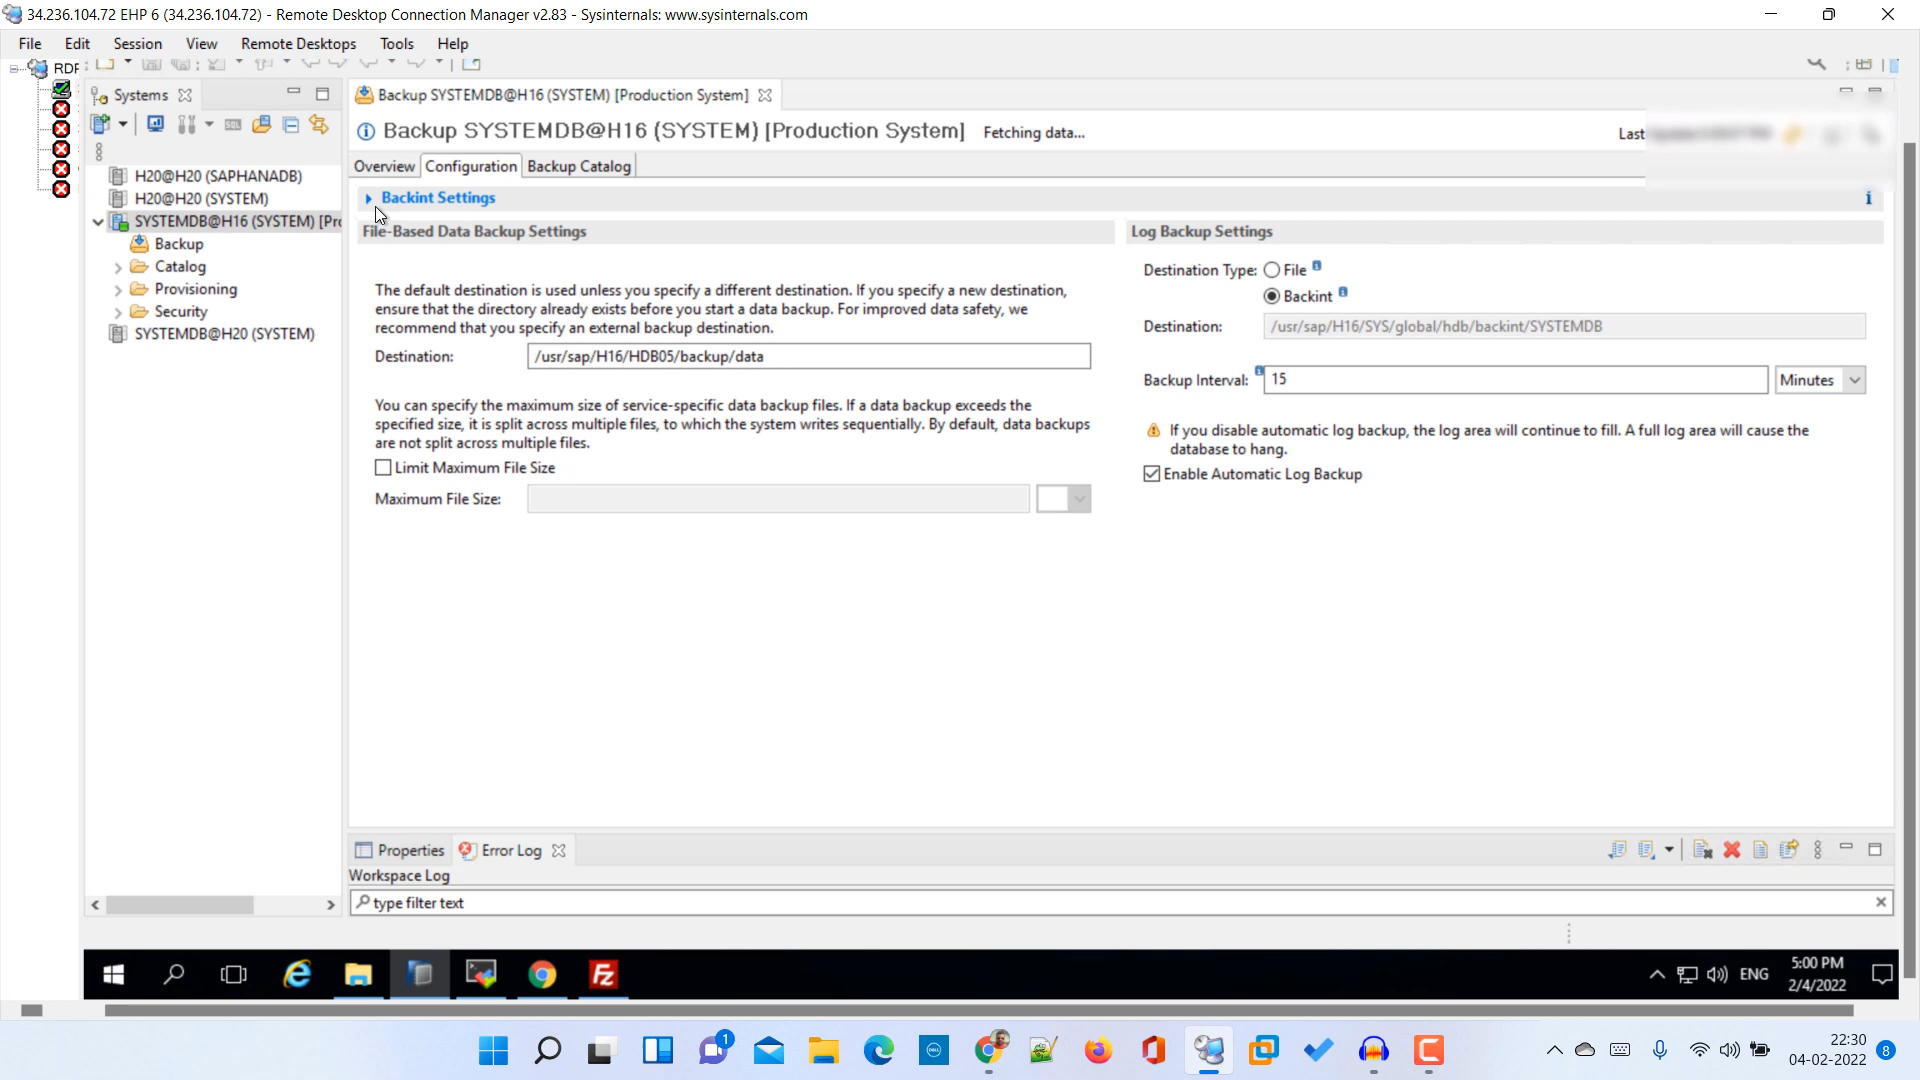 34.236.104.72 EHP 6 (34.236.104.72) - Remote Desktop Connection Manager v2.83 - Sysinternals: www.sysinternals.com
File Edit Session View Remote Desktops Tools Help
RDP
Systems
Backup SYSTEMDB@H16 (SYSTEM) [Production System]
Backup SYSTEMDB@H16 (SYSTEM) [Production System] Fetching data...
Last
Overview Configuration Backup Catalog
H20@H20 (SAPHANADB)
H20@H20 (SYSTEM)
SYSTEMDB@H16 (SYSTEM) [Pro
Backup
Catalog
Provisioning
Security
SYSTEMDB@H20 (SYSTEM)
Backint Settings
File-Based Data Backup Settings
The default destination is used unless you specify a different destination. If you specify a new destination,
ensure that the directory already exists before you start a data backup. For improved data safety, we
recommend that you specify an external backup destination.
Destination: /usr/sap/H16/HDB05/backup/data
You can specify the maximum size of service-specific data backup files. If a data backup exceeds the
specified size, it is split across multiple files, to which the system writes sequentially. By default, data backups
are not split across multiple files.
Limit Maximum File Size
Maximum File Size:
Log Backup Settings
Destination Type: File
Backint
Destination: /usr/sap/H16/SYS/global/hdb/backint/SYSTEMDB
Backup Interval: 15 Minutes
If you disable automatic log backup, the log area will continue to fill. A full log area will cause the
database to hang.
Enable Automatic Log Backup
Properties Error Log
Workspace Log
type filter text
ENG
5:00 PM
2/4/2022
1
22:30
04-02-2022
8